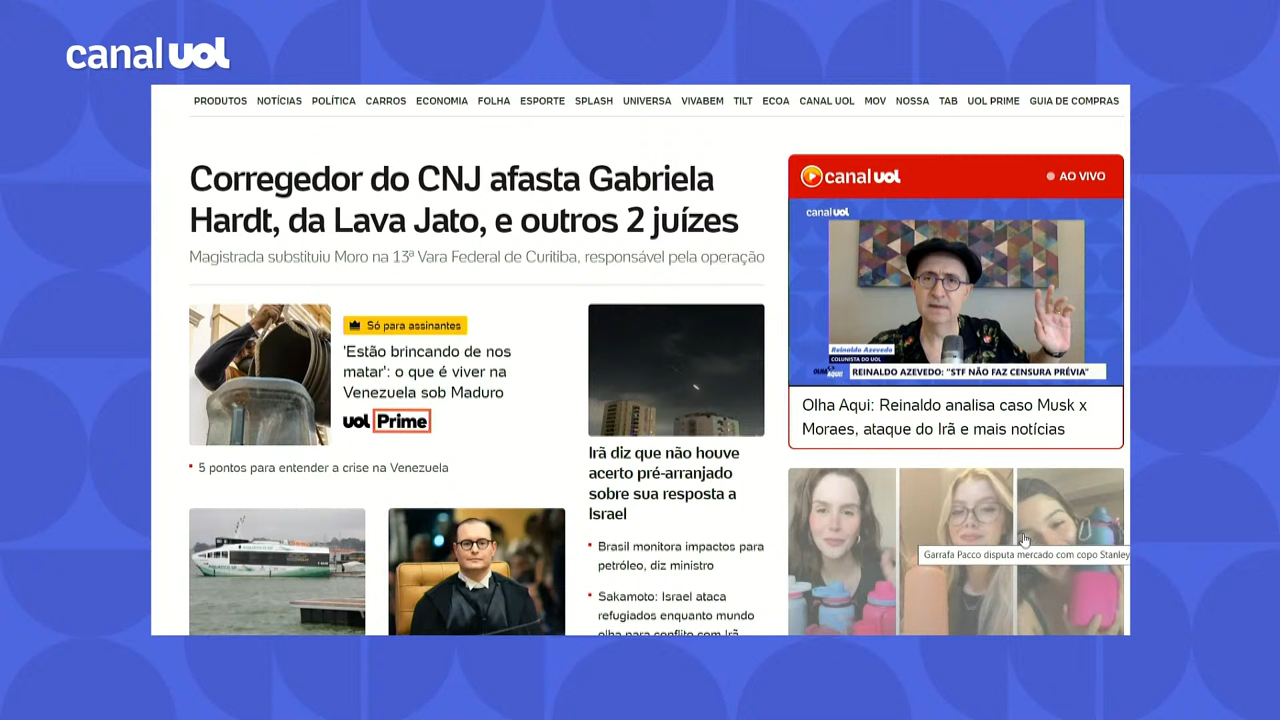 canal uol
PRODUTOS NOTÍCIAS POLÍTICA CARROS ECONOMIA FOLHA ESPORTE SPLASH UNIVERSA VIVABEM TILT ECOA CANAL UOL MOV NOSSA TAB UOL PRIME GUIA DE COMPRAS
Corregedor do CNJ afasta Gabriela
Hardt, da Lava Jato, e outros 2 juízes
Magistrada substituiu Moro na 13ª Vara Federal de Curitiba, responsável pela operação
Só para assinantes
'Estão brincando de nos
matar': o que é viver na
Venezuela sob Maduro
uol Prime
5 pontos para entender a crise na Venezuela
Irã diz que não houve
acerto pré-arranjado
sobre sua resposta a
Israel
Brasil monitora impactos para
petróleo, diz ministro
Sakamoto: Israel ataca
refugiados enquanto mundo
olha para conflito com Irã
canal uol AO VIVO
canal uol
Reinaldo Azevedo
COLUNISTA DO UOL
OLHA AQUI! REINALDO AZEVEDO: "STF NÃO FAZ CENSURA PRÉVIA"
Olha Aqui: Reinaldo analisa caso Musk x
Moraes, ataque do Irã e mais notícias
Garrafa Pacco disputa mercado com copo Stanley